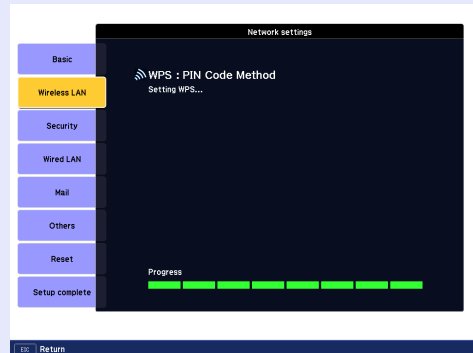 Network settings
Basic
Wireless LAN
Security
Wired LAN
Mail
Others
Reset
Setup complete
WPS : PIN Code Method
Setting WPS...
Progress
ESC Return